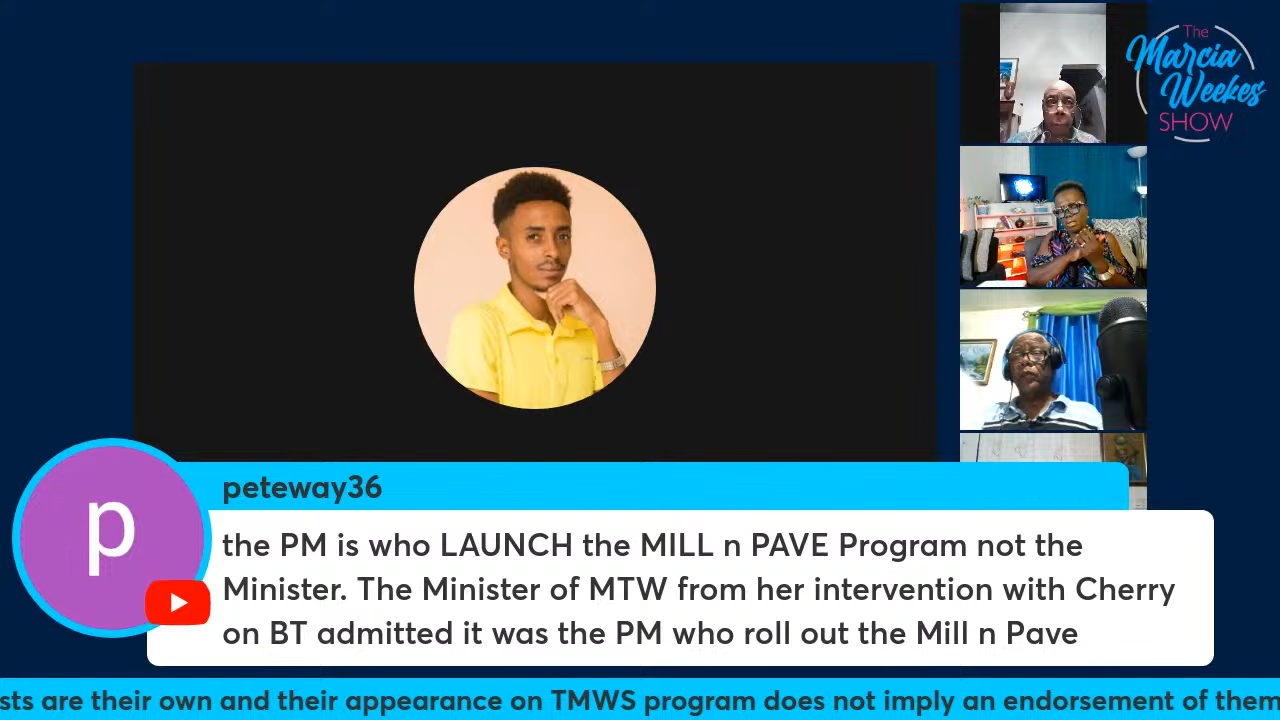 The
Marcia
Weekes
SHOW
p
peteway36
the PM is who LAUNCH the MILL n PAVE Program not the
Minister. The Minister of MTW from her intervention with Cherry
on BT admitted it was the PM who roll out the Mill n Pave
sts are their own and their appearance on TMWS program does not imply an endorsement of them